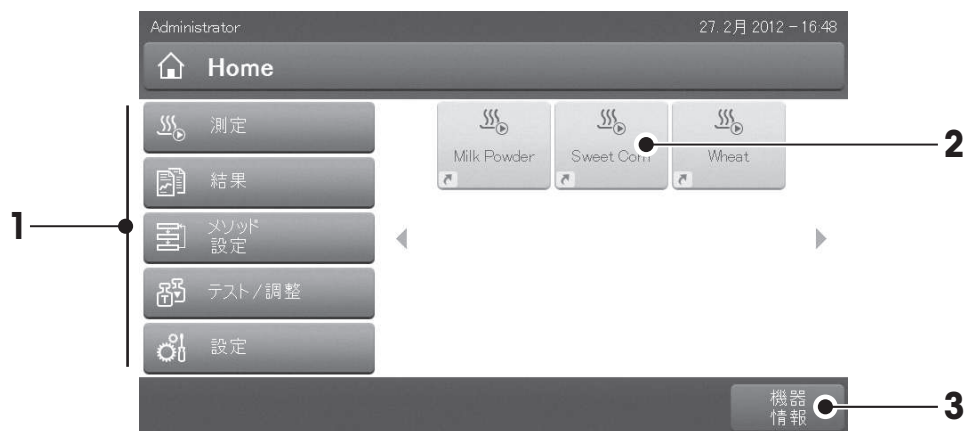 Administrator
27. 2月 2012 - 16:48
Home
測定
結果
メソッド
設定
テスト/調整
設定
Milk Powder
Sweet Corn
Wheat
機器
情報
1
2
3